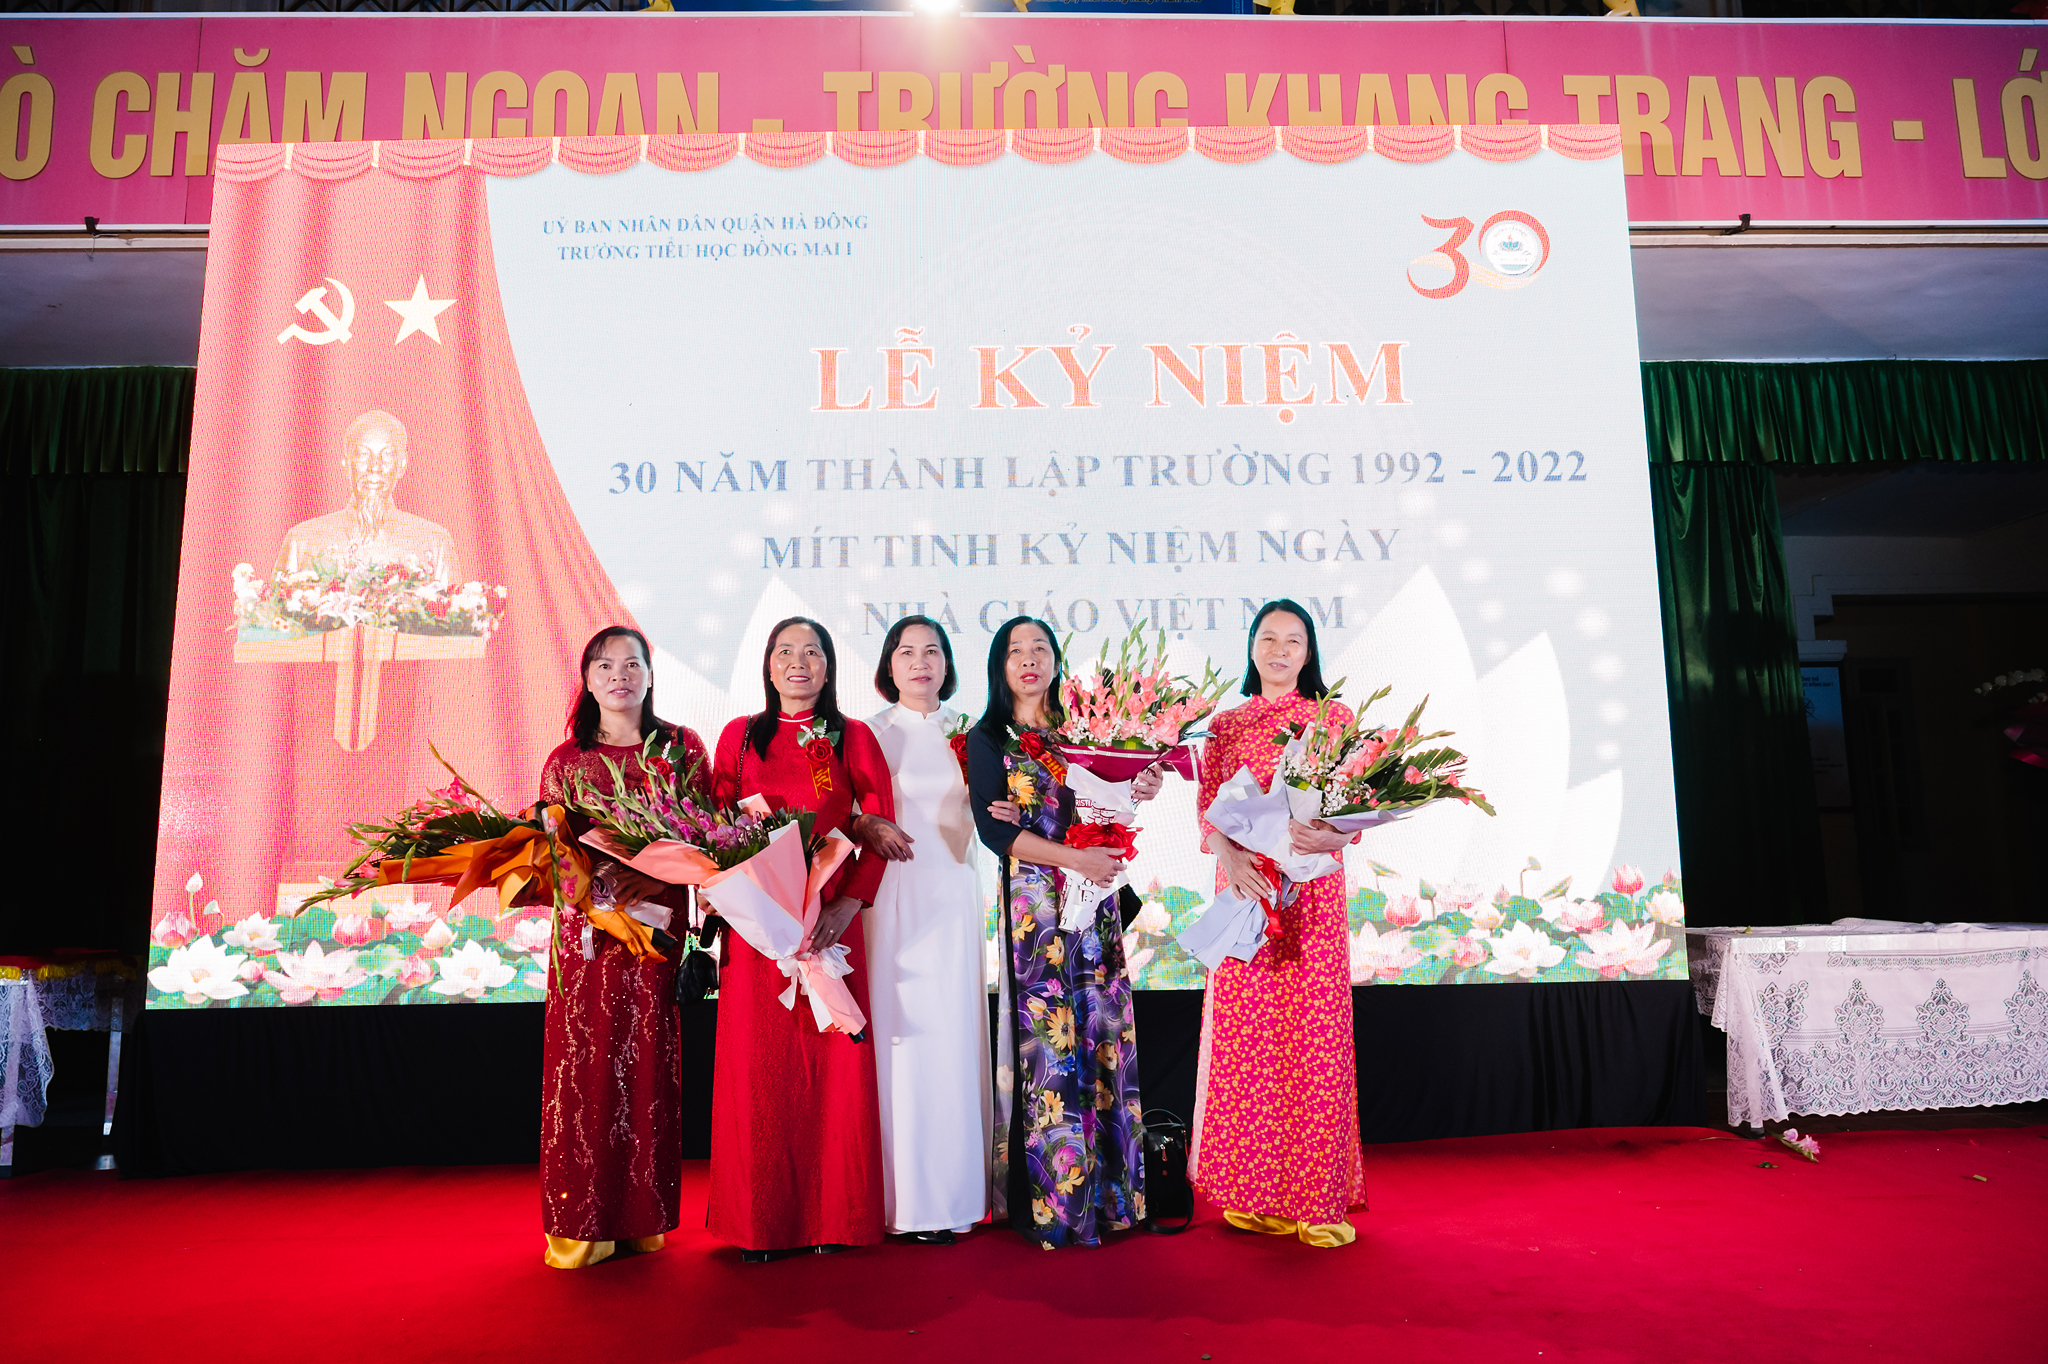 Ò CHĂM NGOAN - TRƯỜNG KHANG TRANG - LỚ
UỶ BAN NHÂN DÂN QUẬN HÀ ĐÔNG
TRƯỜNG TIỂU HỌC ĐỒNG MAI I
30
LỄ KỶ NIỆM
30 NĂM THÀNH LẬP TRƯỜNG 1992 - 2022
MÍT TINH KỶ NIỆM NGÀY
NHÀ GIÁO VIỆT NAM